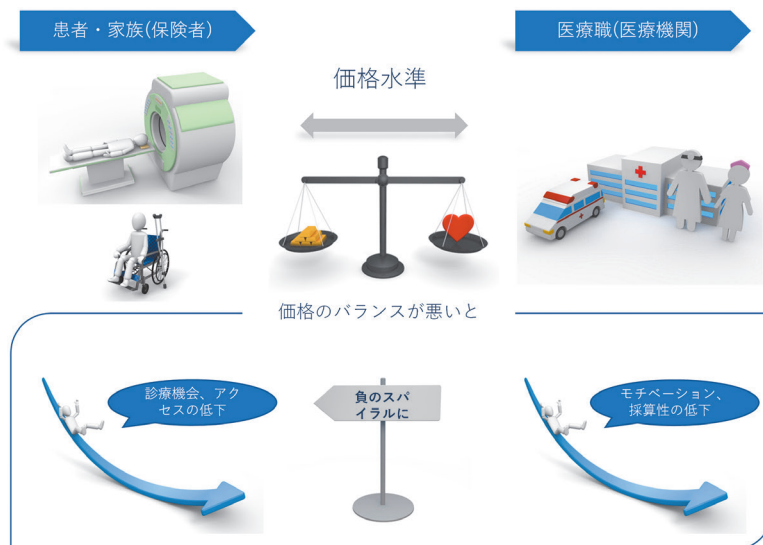 患者・家族(保険者)
医療職(医療機関)
価格水準
価格のバランスが悪いと
診療機会、アク
セスの低下
負のスパ
イラルに
モチベーション、
採算性の低下